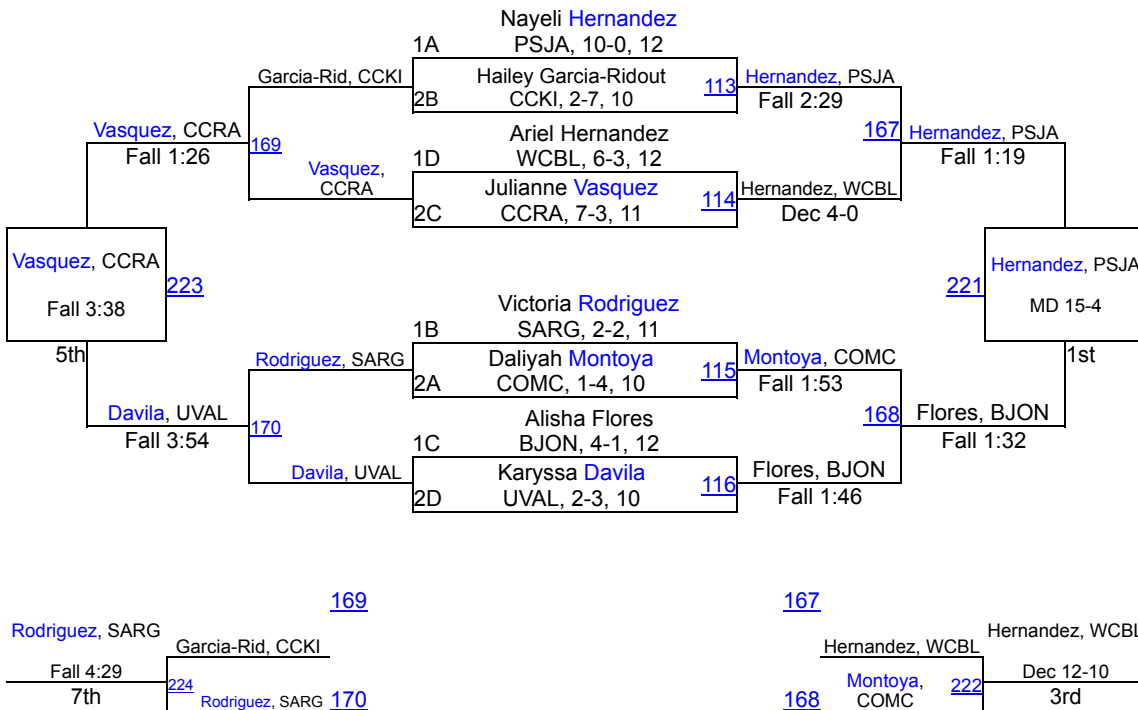 Nayeli Hernandez
1A PSJA, 10-0, 12
Garcia-Rid, CCKI
Hailey Garcia-Ridout
2B CCKI, 2-7, 10
113
Hernandez, PSJA
Fall 2:29
Vasquez, CCRA
Fall 1:26
169
Ariel Hernandez
1D WCBL, 6-3, 12
167
Hernandez, PSJA
Fall 1:19
Vasquez,
CCRA
Julianne Vasquez
2C CCRA, 7-3, 11
114
Hernandez, WCBL
Dec 4-0
Vasquez, CCRA
Fall 3:38
223
5th
Hernandez, PSJA
MD 15-4
221
1st
Victoria Rodriguez
1B SARG, 2-2, 11
Rodriguez, SARG
Daliyah Montoya
2A COMC, 1-4, 10
115
Montoya, COMC
Fall 1:53
Davila, UVAL
Fall 3:54
170
Alisha Flores
1C BJON, 4-1, 12
168
Flores, BJON
Fall 1:32
Davila, UVAL
Karyssa Davila
2D UVAL, 2-3, 10
116
Flores, BJON
Fall 1:46
169
167
Rodriguez, SARG
Fall 4:29
7th
Garcia-Rid, CCKI
224
Rodriguez, SARG
170
Hernandez, WCBL
168
Montoya,
COMC
222
Hernandez, WCBL
Dec 12-10
3rd